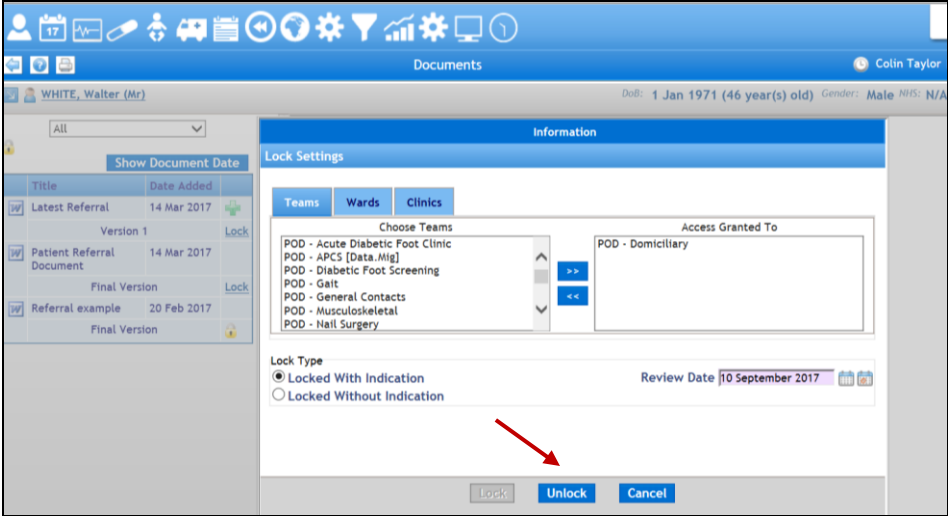 17
Documents
Colin Taylor
WHITE, Walter (Mr)
DoB: 1 Jan 1971 (46 year(s) old) Gender: Male NHS: N/A
All
Show Document Date
Title Date Added
Latest Referral 14 Mar 2017
Version 1 Lock
Patient Referral 14 Mar 2017
Document
Final Version Lock
Referral example 20 Feb 2017
Final Version
Information
Lock Settings
Teams Wards Clinics
Choose Teams
POD - Acute Diabetic Foot Clinic
POD - APCS [Data.Mig]
POD - Diabetic Foot Screening
POD - Gait
POD - General Contacts
POD - Musculoskeletal
POD - Nail Surgery
>>
<<
Access Granted To
POD - Domiciliary
Lock Type
Locked With Indication
Locked Without Indication
Review Date 10 September 2017
Lock Unlock Cancel